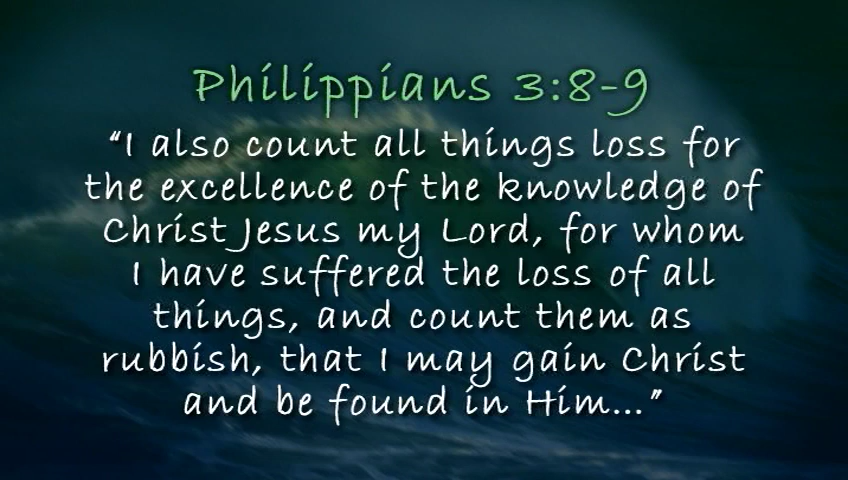 Philippians 3:8-9
“I also count all things loss for
the excellence of the knowledge of
Christ Jesus my Lord, for whom
I have suffered the loss of all
things, and count them as
rubbish, that I may gain Christ
and be found in Him...”